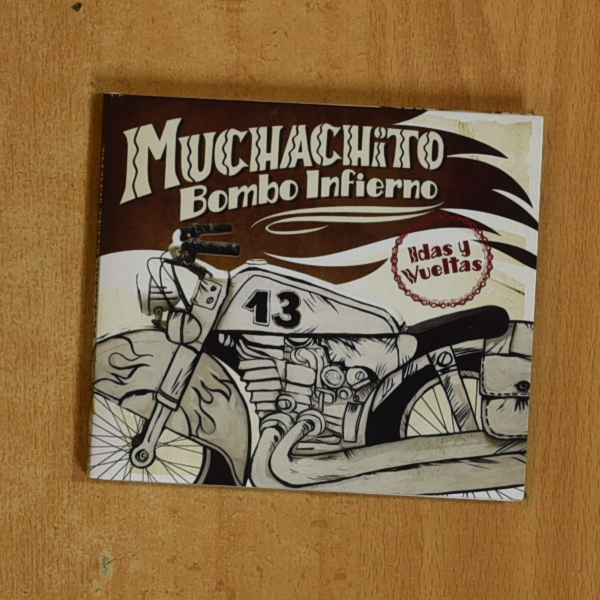 MUCHACHiTO
Bombo Infierno
Idas y
Vueltas
13